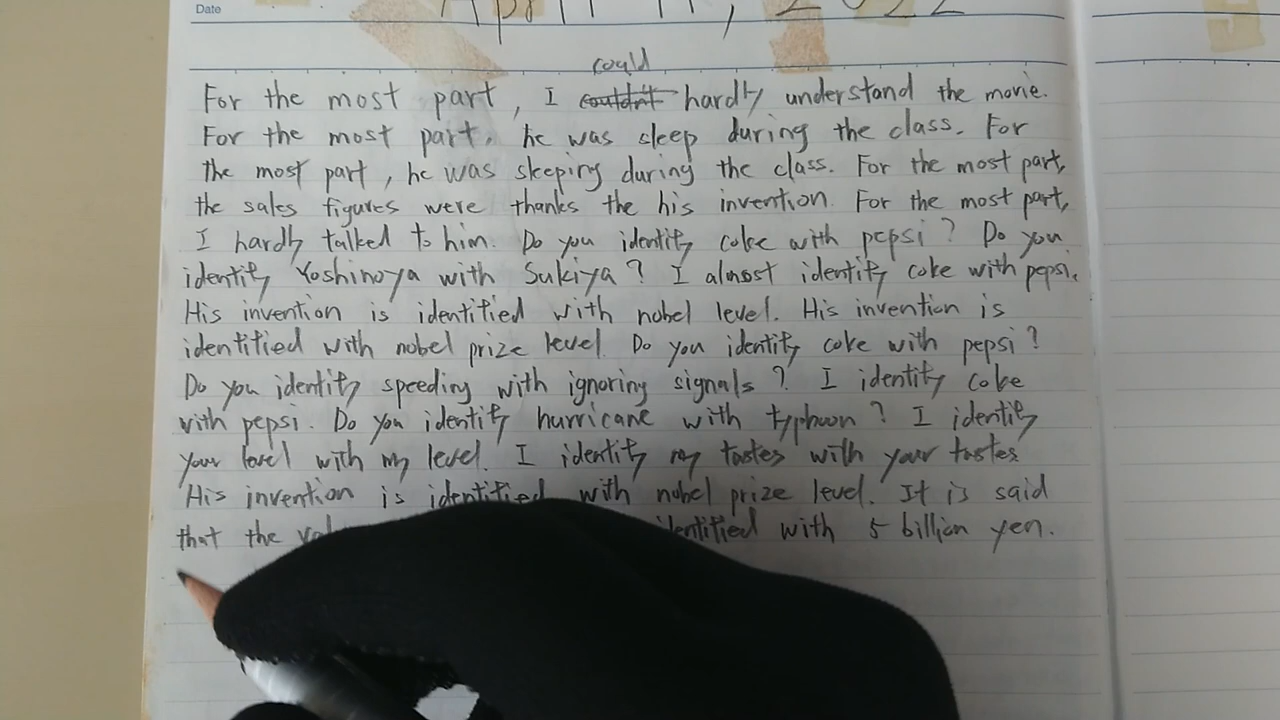 Date
could
For the most part, I couldn't hardly understand the movie.
For the most part, he was sleep during the class. For
the most part, he was sleeping during the class. For the most part,
the sales figures were thanks the his invention. For the most part,
I hardly talked to him. Do you identify coke with pepsi? Do you
identify Yoshinoya with Sukiya? I almost identify coke with pepsi.
His invention is identified with nobel level. His invention is
identified with nobel prize level. Do you identify coke with pepsi?
Do you identify speeding with ignoring signals? I identify coke
with pepsi. Do you identify hurricane with typhoon? I identify
your level with my level. I identify my tastes with your tastes
His invention is identified with nobel prize level. It is said
that the identified with 5 billion yen.